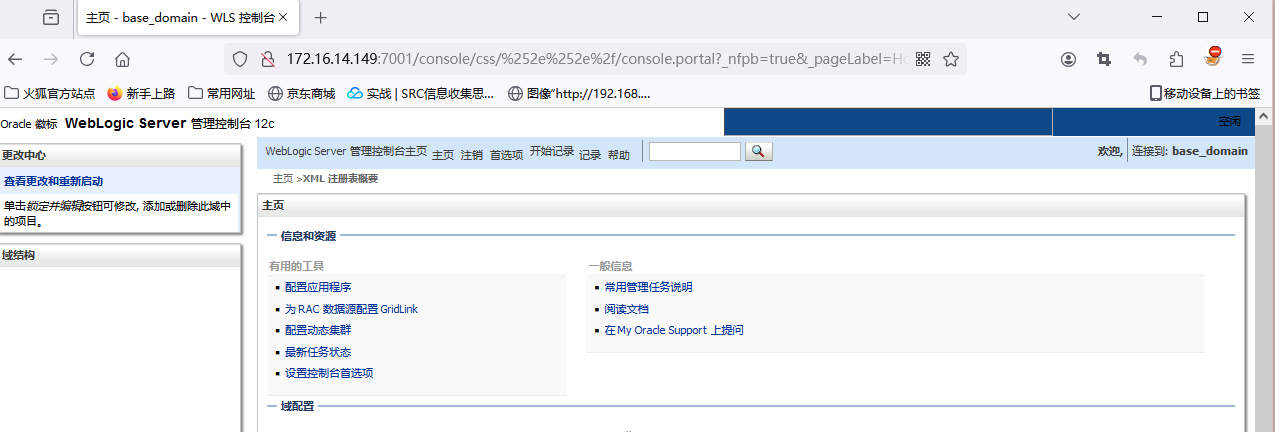 主页 - base_domain - WLS 控制台
172.16.14.149:7001/console/css/%252e%252e%2f/console.portal?_nfpb=true&_pageLabel=Ho
火狐官方站点 新手上路 常用网址 京东商城 实战 | SRC信息收集思... 图像"http://192.168.... 移动设备上的书签
Oracle 徽标 WebLogic Server 管理控制台 12c
空闲
更改中心
查看更改和重新启动
单击锁定并编辑按钮可修改, 添加或删除此域中
的项目。
域结构
WebLogic Server 管理控制台主页 主页 注销 首选项 开始记录 记录 帮助
欢迎, 连接到: base_domain
主页 >XML 注册表概要
主页
信息和资源
有用的工具
配置应用程序
为 RAC 数据源配置 GridLink
配置动态集群
最新任务状态
设置控制台首选项
一般信息
常用管理任务说明
阅读文档
在 My Oracle Support 上提问
域配置